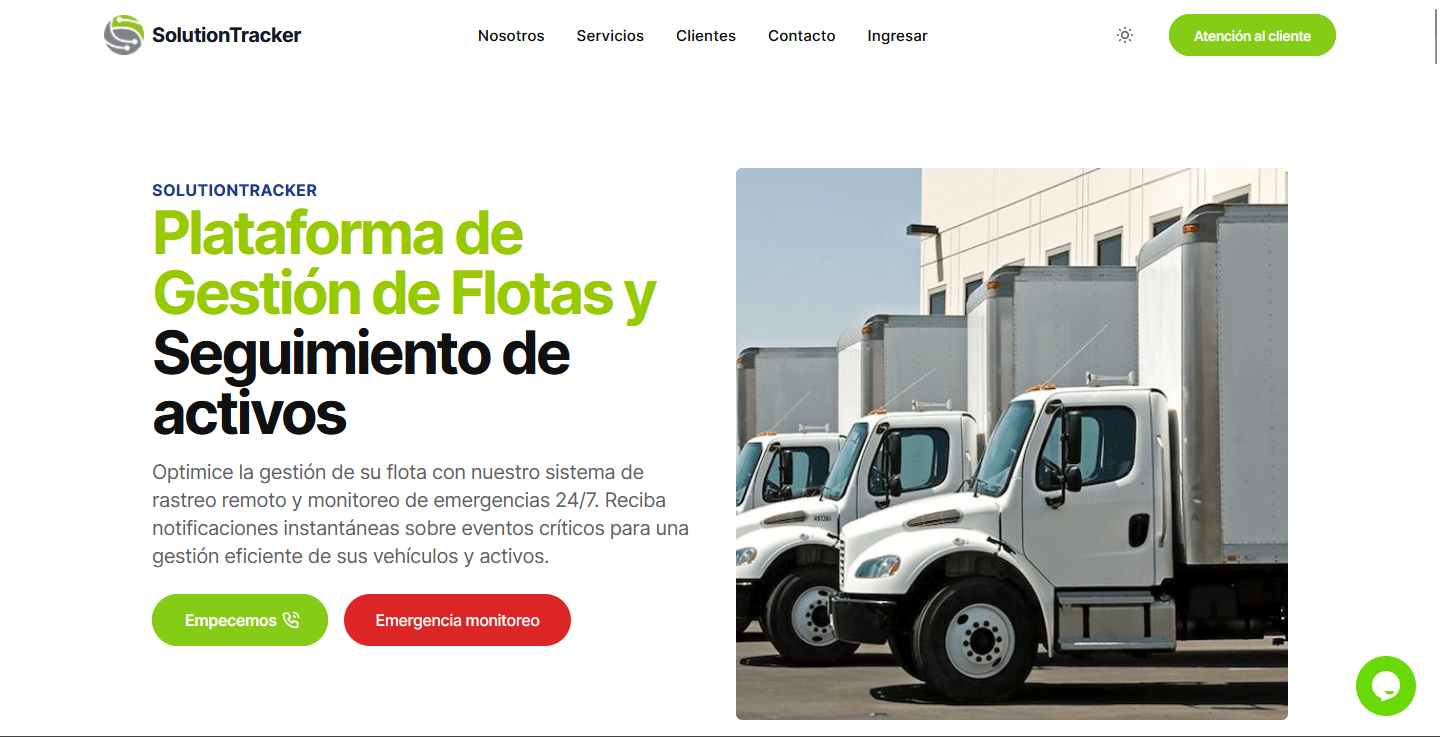 SolutionTracker
Nosotros
Servicios
Clientes
Contacto
Ingresar
Atención al cliente
SOLUTIONTRACKER
Plataforma de
Gestión de Flotas y
Seguimiento de
activos
Optimice la gestión de su flota con nuestro sistema de
rastreo remoto y monitoreo de emergencias 24/7. Reciba
notificaciones instantáneas sobre eventos críticos para una
gestión eficiente de sus vehículos y activos.
Empecemos
Emergencia monitoreo